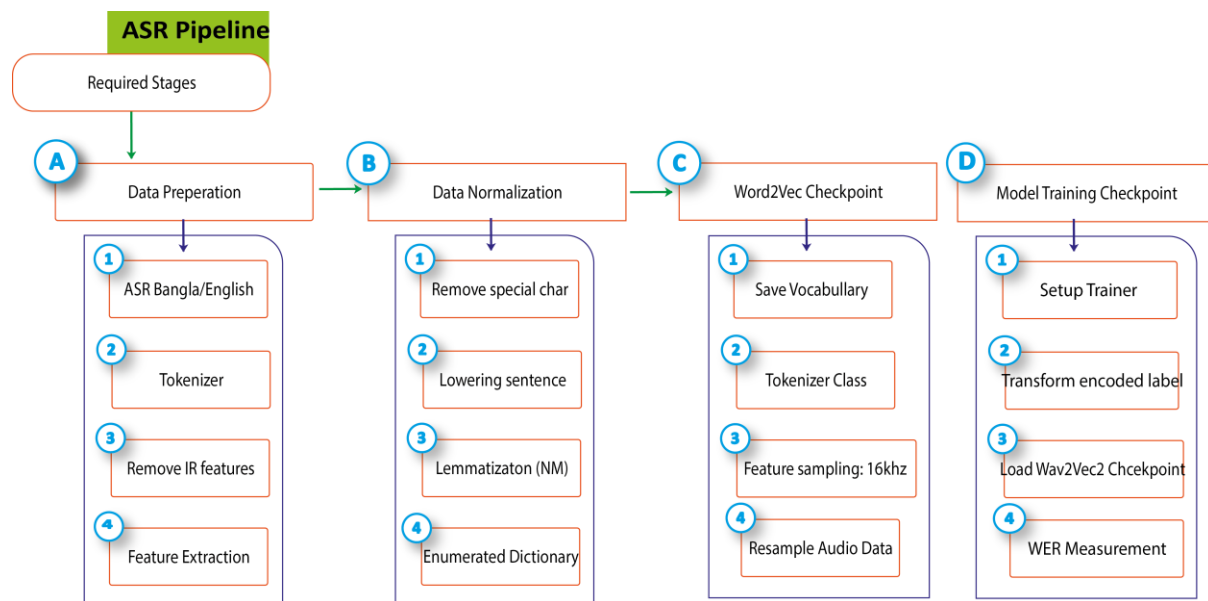 ASR Pipeline
Required Stages
A
Data Preperation
1
ASR Bangla/English
2
Tokenizer
3
Remove IR features
4
Feature Extraction
B
Data Normalization
1
Remove special char
2
Lowering sentence
3
Lemmatizaton (NM)
4
Enumerated Dictionary
C
Word2Vec Checkpoint
1
Save Vocabullary
2
Tokenizer Class
3
Feature sampling: 16khz
4
Resample Audio Data
D
Model Training Checkpoint
1
Setup Trainer
2
Transform encoded label
3
Load Wav2Vec2 Chcekpoint
4
WER Measurement